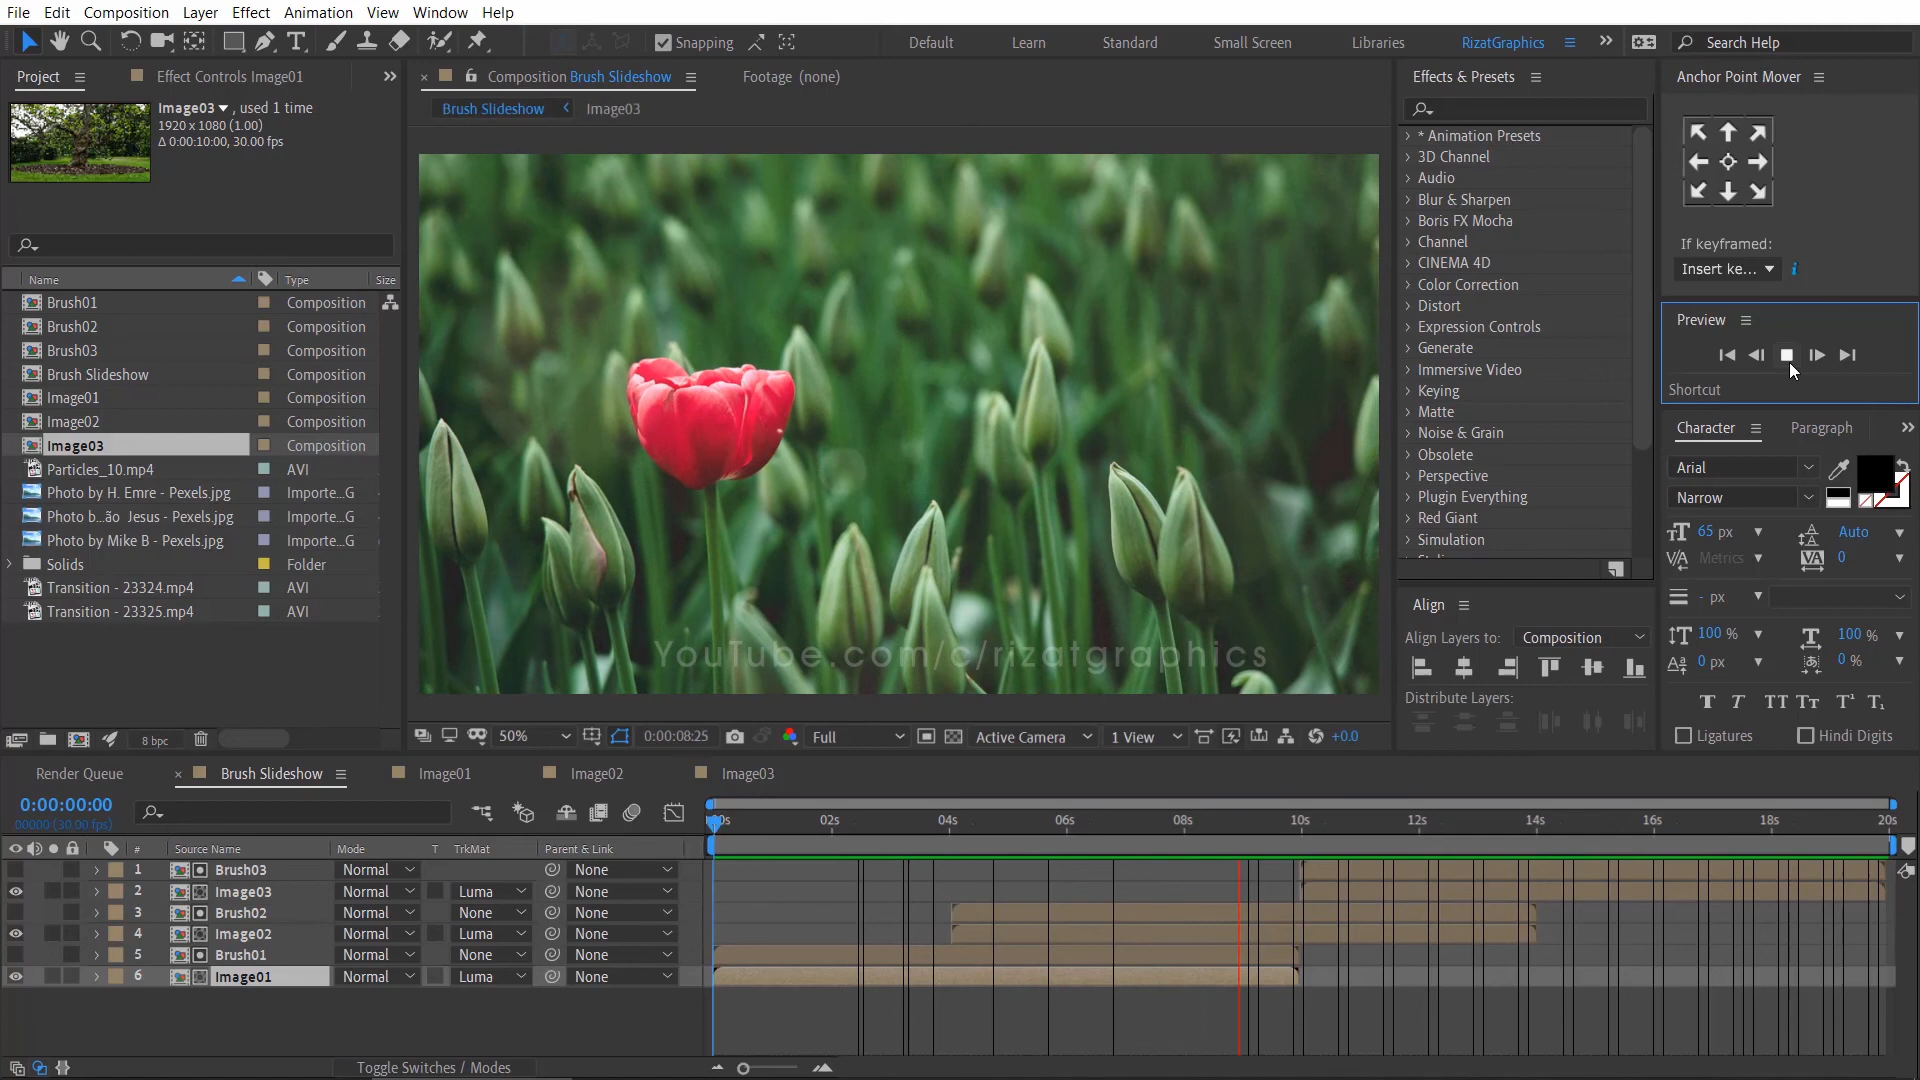 File Edit Composition Layer Effect Animation View Window Help
Snapping Default Learn Standard Small Screen Libraries RizatGraphics Search Help
Project Effect Controls Image01
Image03 , used 1 time
1920 x 1080 (1.00)
Δ 0:00:10:00, 30.00 fps
Name Type Size
Brush01 Composition
Brush02 Composition
Brush03 Composition
Brush Slideshow Composition
Image01 Composition
Image02 Composition
Image03 Composition
Particles_10.mp4 AVI
Photo by H. Emre - Pexels.jpg Importe...G
Photo b...ão Jesus - Pexels.jpg Importe...G
Photo by Mike B - Pexels.jpg Importe...G
Solids Folder
Transition - 23324.mp4 AVI
Transition - 23325.mp4 AVI
8 bpc
Composition Brush Slideshow Footage (none)
Brush Slideshow Image03
YouTube.com/c/rizatgraphics
50% 0:00:08:25 Full Active Camera 1 View +0.0
Effects & Presets
* Animation Presets
3D Channel
Audio
Blur & Sharpen
Boris FX Mocha
Channel
CINEMA 4D
Color Correction
Distort
Expression Controls
Generate
Immersive Video
Keying
Matte
Noise & Grain
Obsolete
Perspective
Plugin Everything
Red Giant
Simulation
Align
Align Layers to: Composition
Distribute Layers:
Anchor Point Mover
If keyframed:
Insert ke...
Preview
Shortcut
Character Paragraph
Arial
Narrow
65 px Auto
Metrics 0
- px
100 % 100 %
0 px 0 %
Ligatures Hindi Digits
Render Queue Brush Slideshow Image01 Image02 Image03
0:00:00:00
00000 (30.00 fps)
02s 04s 06s 08s 10s 12s 14s 16s 18s 20s
# Source Name Mode T TrkMat Parent & Link
1 Brush03 Normal None
2 Image03 Normal Luma None
3 Brush02 Normal None None
4 Image02 Normal Luma None
5 Brush01 Normal None None
6 Image01 Normal Luma None
Toggle Switches / Modes